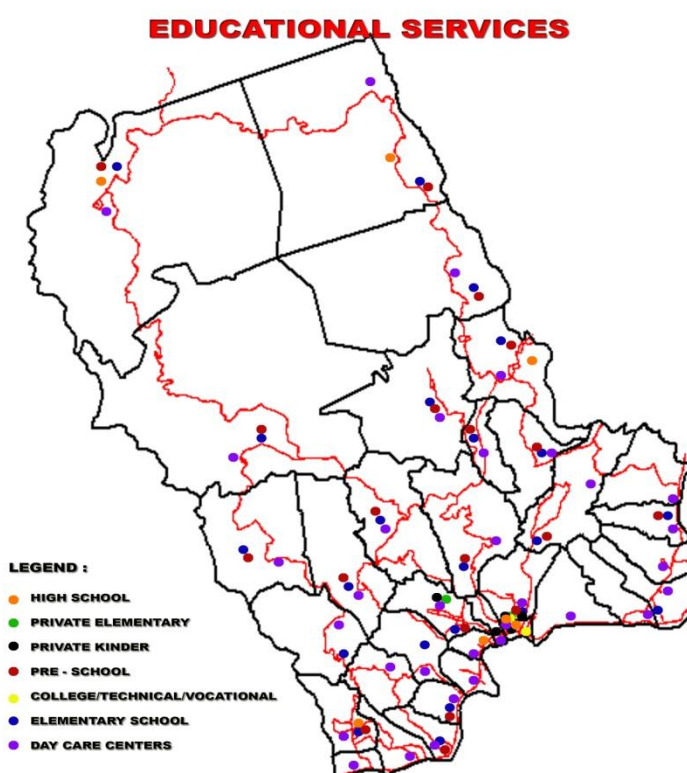 EDUCATIONAL SERVICES
LEGEND :
HIGH SCHOOL
PRIVATE ELEMENTARY
PRIVATE KINDER
PRE - SCHOOL
COLLEGE/TECHNICAL/VOCATIONAL
ELEMENTARY SCHOOL
DAY CARE CENTERS